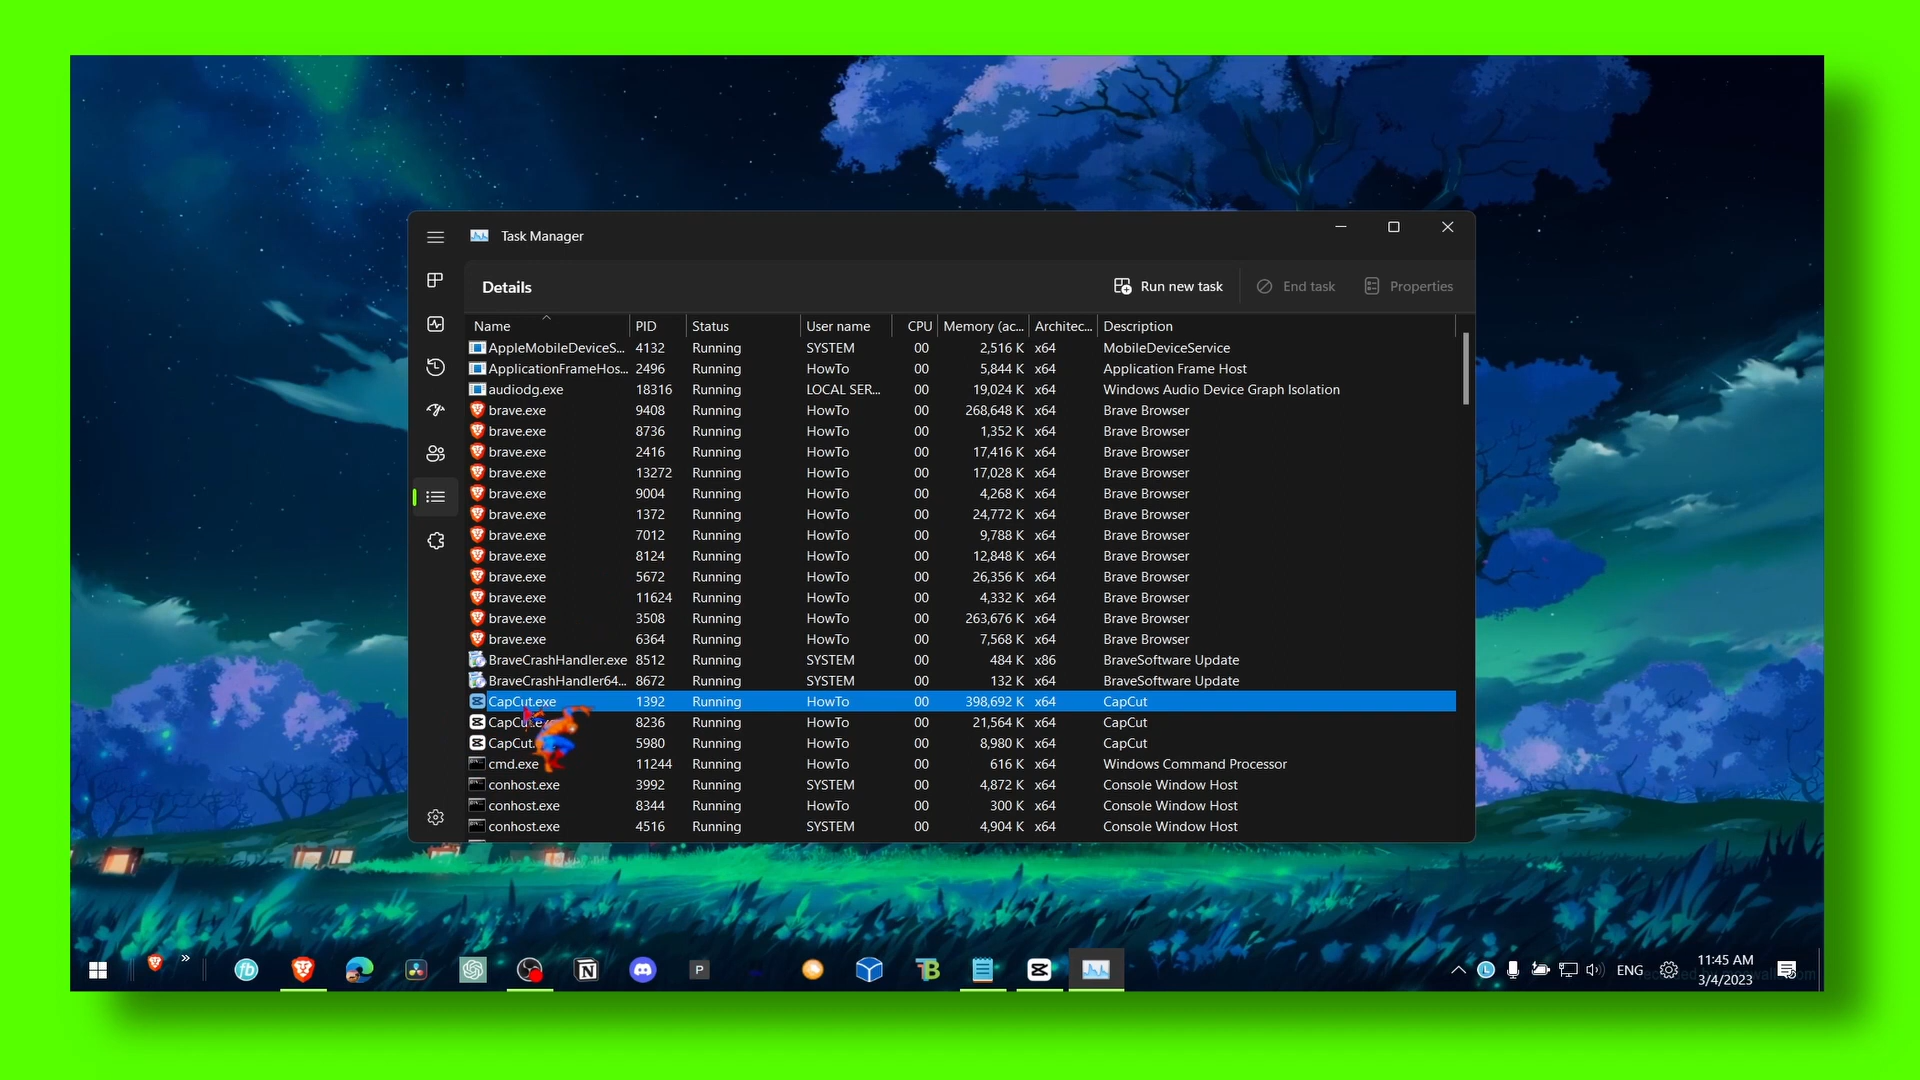 Task Manager
Details Run new task End task Properties
Name PID Status User name CPU Memory (ac... Architec... Description
AppleMobileDeviceS... 4132 Running SYSTEM 00 2,516 K x64 MobileDeviceService
ApplicationFrameHos... 2496 Running HowTo 00 5,844 K x64 Application Frame Host
audiodg.exe 18316 Running LOCAL SER... 00 19,024 K x64 Windows Audio Device Graph Isolation
brave.exe 9408 Running HowTo 00 268,648 K x64 Brave Browser
brave.exe 8736 Running HowTo 00 1,352 K x64 Brave Browser
brave.exe 2416 Running HowTo 00 17,416 K x64 Brave Browser
brave.exe 13272 Running HowTo 00 17,028 K x64 Brave Browser
brave.exe 9004 Running HowTo 00 4,268 K x64 Brave Browser
brave.exe 1372 Running HowTo 00 24,772 K x64 Brave Browser
brave.exe 7012 Running HowTo 00 9,788 K x64 Brave Browser
brave.exe 8124 Running HowTo 00 12,848 K x64 Brave Browser
brave.exe 5672 Running HowTo 00 26,356 K x64 Brave Browser
brave.exe 11624 Running HowTo 00 4,332 K x64 Brave Browser
brave.exe 3508 Running HowTo 00 263,676 K x64 Brave Browser
brave.exe 6364 Running HowTo 00 7,568 K x64 Brave Browser
BraveCrashHandler.exe 8512 Running SYSTEM 00 484 K x86 BraveSoftware Update
BraveCrashHandler64... 8672 Running SYSTEM 00 132 K x64 BraveSoftware Update
CapCut.exe 1392 Running HowTo 00 398,692 K x64 CapCut
CapCut.exe 8236 Running HowTo 00 21,564 K x64 CapCut
CapCut. 5980 Running HowTo 00 8,980 K x64 CapCut
cmd.exe 11244 Running HowTo 00 616 K x64 Windows Command Processor
conhost.exe 3992 Running SYSTEM 00 4,872 K x64 Console Window Host
conhost.exe 8344 Running HowTo 00 300 K x64 Console Window Host
conhost.exe 4516 Running SYSTEM 00 4,904 K x64 Console Window Host
fb
P
TB
ENG
11:45 AM
3/4/2023